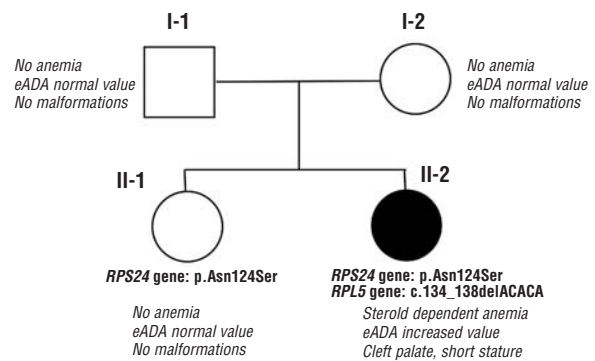 I-1
I-2
No anemia
eADA normal value
No malformations
No anemia
eADA normal value
No malformations
II-1
II-2
RPS24 gene: p.Asn124Ser
No anemia
eADA normal value
No malformations
RPS24 gene: p.Asn124Ser
RPL5 gene: c.134_138delACACA
Sterold dependent anemia
eADA increased value
Cleft palate, short stature